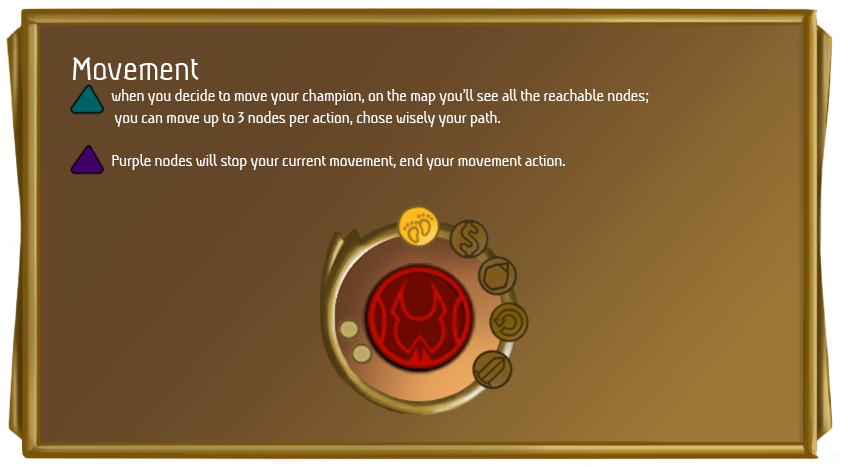 Movement
when you decide to move your champion, on the map you'll see all the reachable nodes;
you can move up to 3 nodes per action, chose wisely your path.
Purple nodes will stop your current movement, end your movement action.